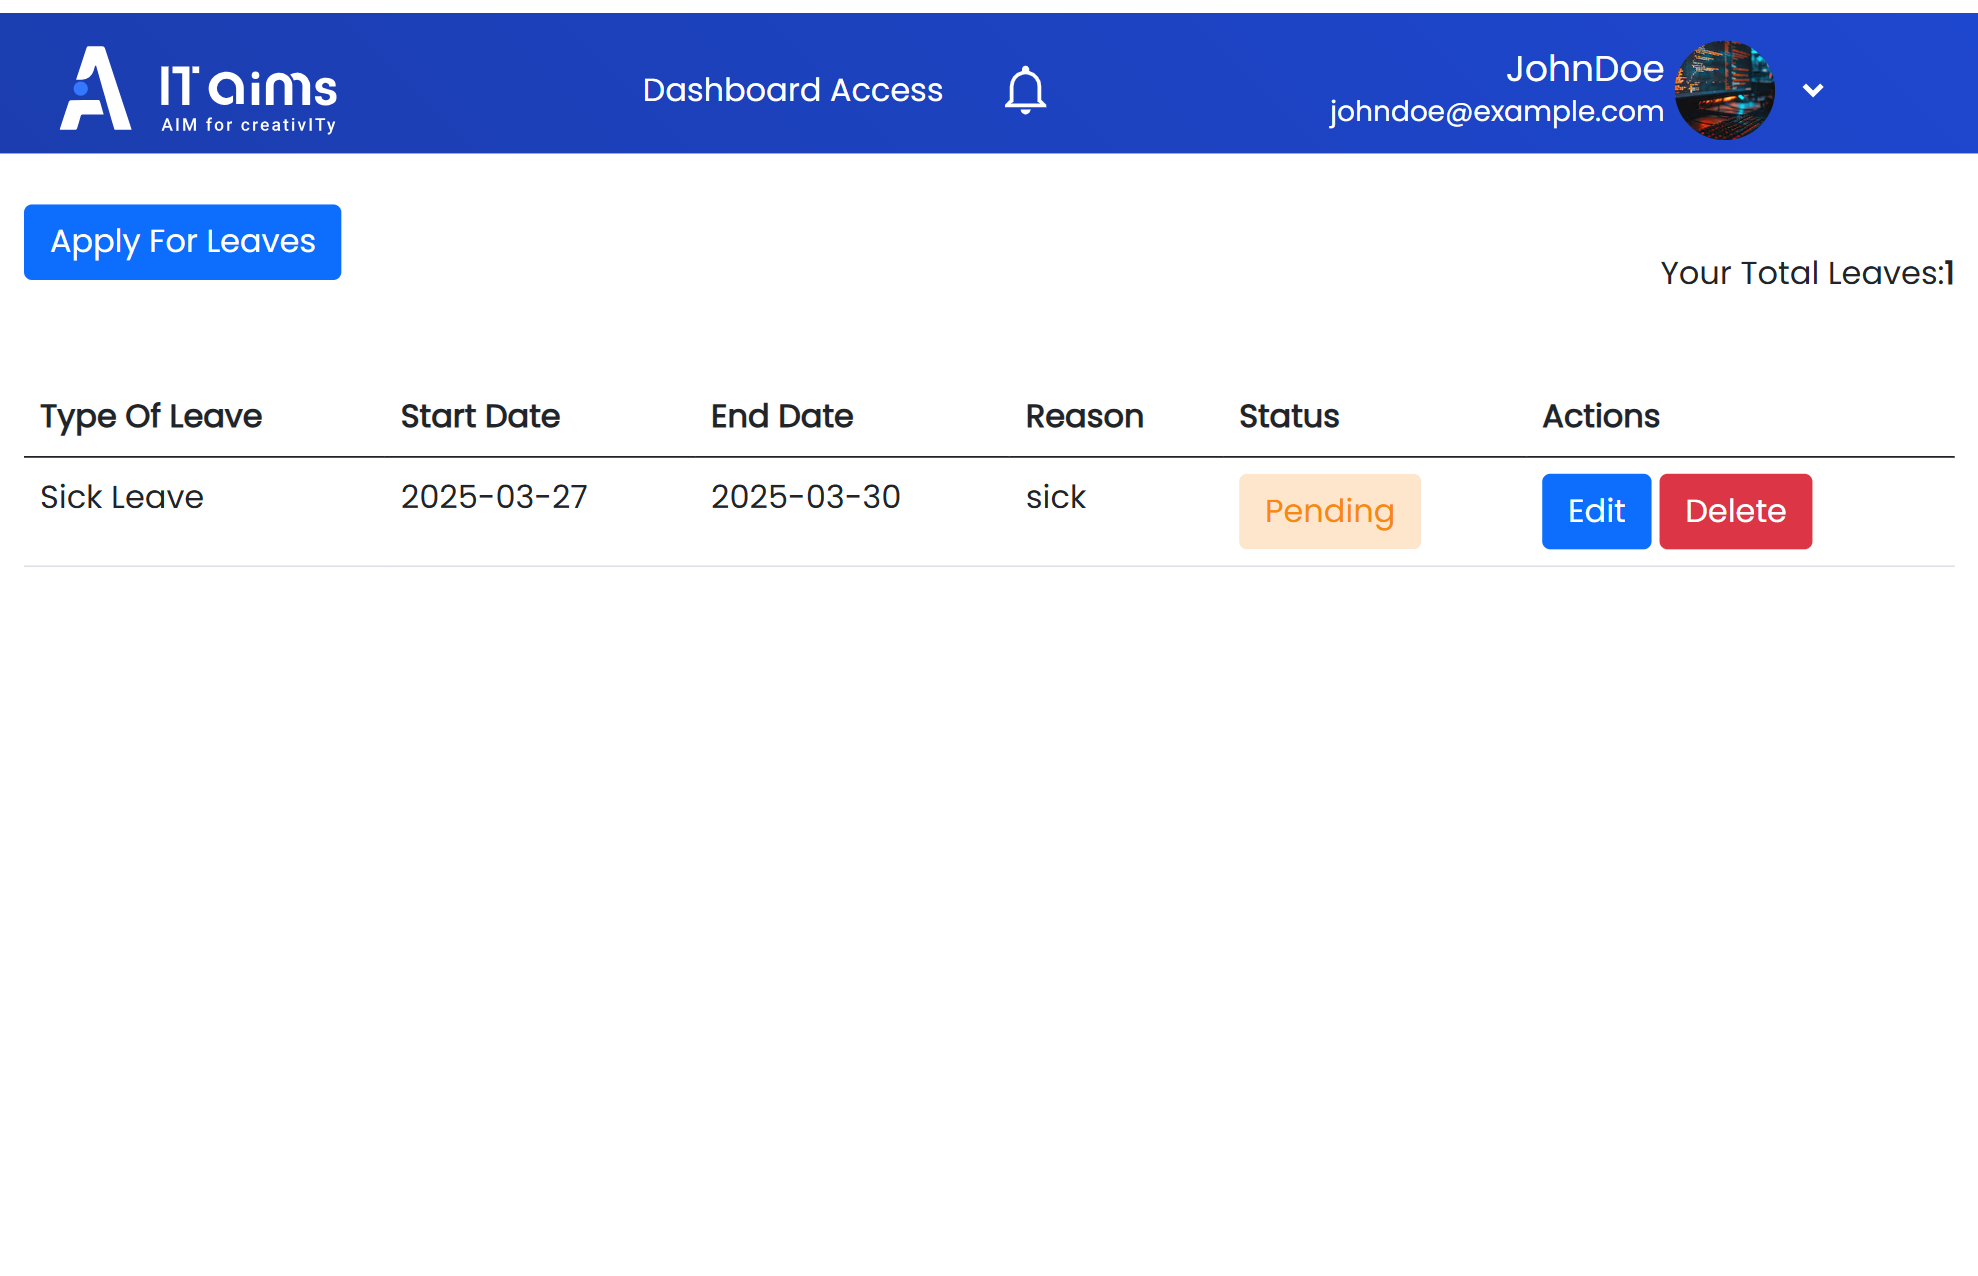 IT aims
AIM for creativITy
Dashboard Access
JohnDoe
johndoe@example.com
Apply For Leaves
Your Total Leaves:1
Type Of Leave Start Date End Date Reason Status Actions
Sick Leave 2025-03-27 2025-03-30 sick Pending Edit Delete